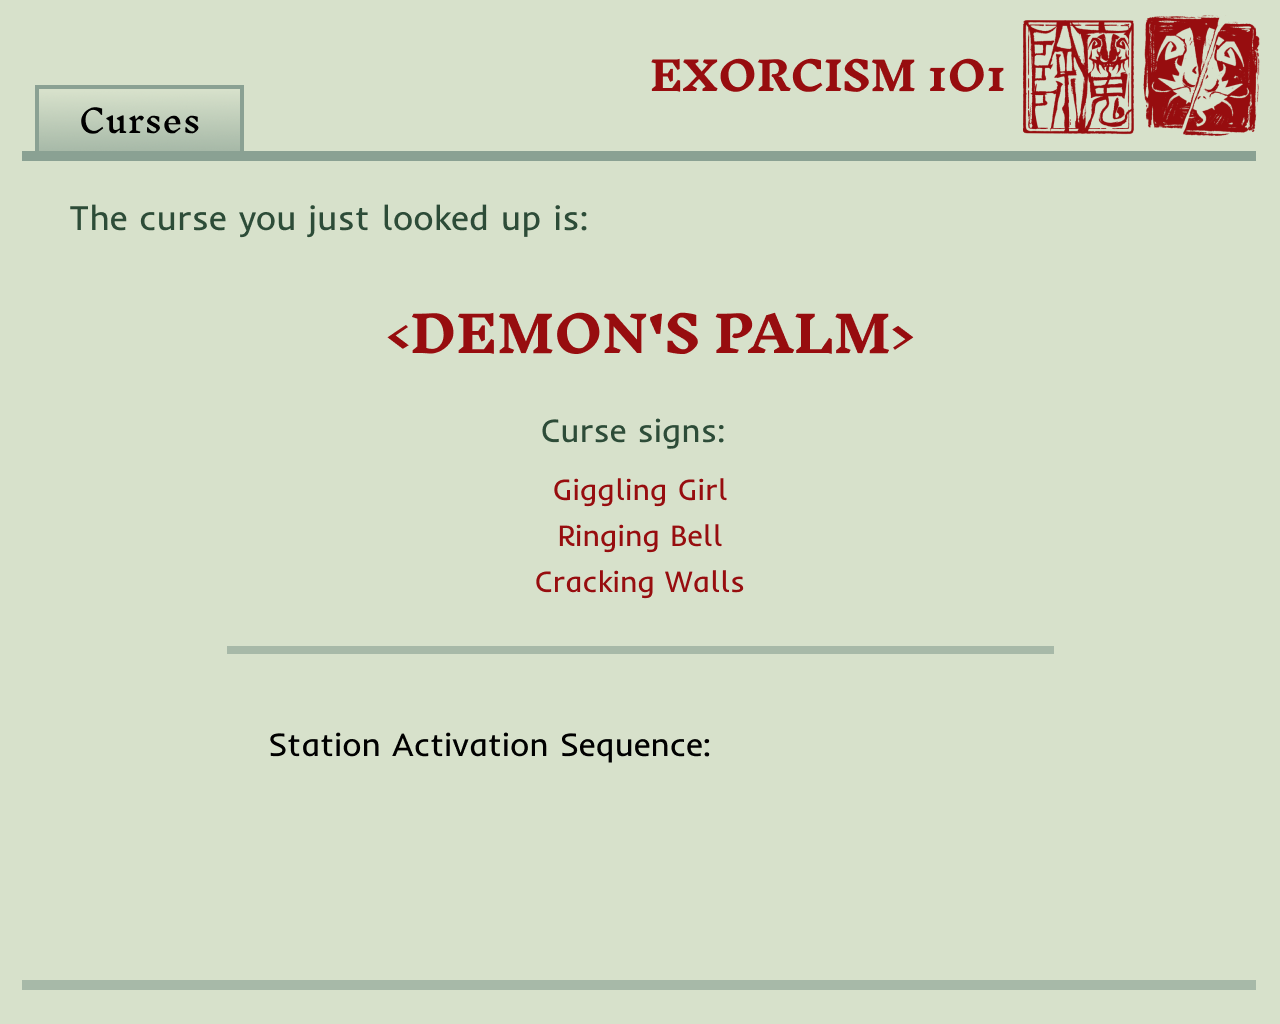 EXORCISM 101
Curses
The curse you just looked up is:
<DEMON'S PALM>
Curse signs:
Giggling Girl
Ringing Bell
Cracking Walls
Station Activation Sequence: